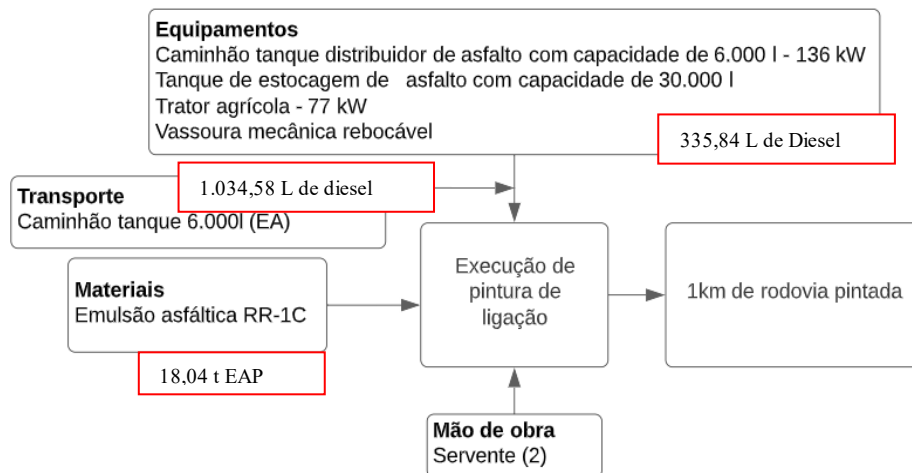 Equipamentos
Caminhão tanque distribuidor de asfalto com capacidade de 6.000 l - 136 kW
Tanque de estocagem de asfalto com capacidade de 30.000 l
Trator agrícola - 77 kW
Vassoura mecânica rebocável
335,84 L de Diesel
1.034,58 L de diesel
Transporte
Caminhão tanque 6.000l (EA)
Materiais
Emulsão asfáltica RR-1C
18,04 t EAP
Execução de
pintura de
ligação
1km de rodovia pintada
Mão de obra
Servente (2)